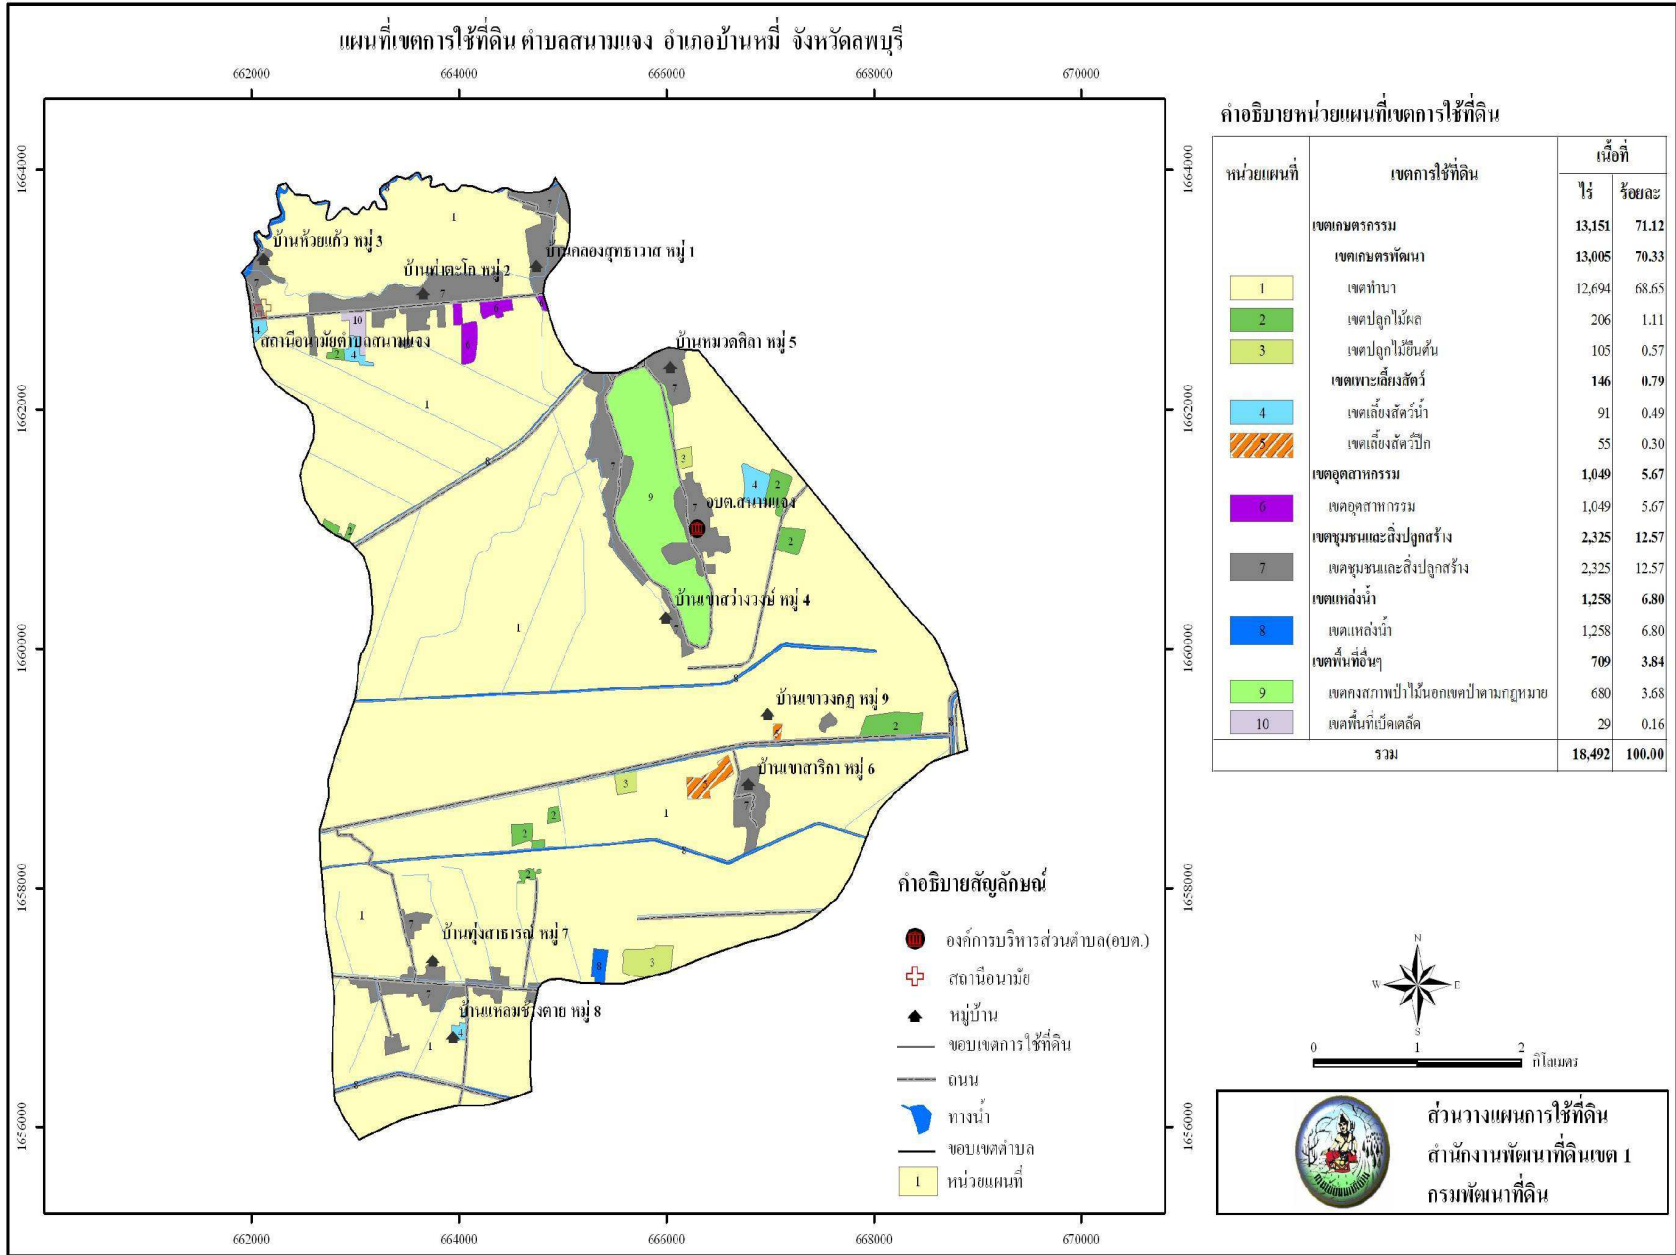 แผนที่เขตการใช้ที่ดิน ตำบลสนามแจง อำเภอบ้านหมี่ จังหวัดลพบุรี
662000 664000 666000 668000 670000
1664000 1664000
1662000 1662000
1660000 1660000
1658000 1658000
1656000 1656000
662000 664000 666000 668000 670000
บ้านห้วยแก้ว หมู่ 3
บ้านท่าตะโก หมู่ 2
บ้านคลองสุทธาวาส หมู่ 1
สถานีอนามัยตำบลสนามแจง
บ้านหมวดศิลา หมู่ 5
อบต.สนามแจง
บ้านเขาสว่างวงษ์ หมู่ 4
บ้านเขาวงกฎ หมู่ 9
บ้านเขาสาริกา หมู่ 6
บ้านทุ่งสาธารณ์ หมู่ 7
บ้านแหลมช้างตาย หมู่ 8
คำอธิบายสัญลักษณ์
องค์การบริหารส่วนตำบล(อบต.)
สถานีอนามัย
หมู่บ้าน
ขอบเขตการใช้ที่ดิน
ถนน
ทางน้ำ
ขอบเขตตำบล
1 หน่วยแผนที่
คำอธิบายหน่วยแผนที่เขตการใช้ที่ดิน
หน่วยแผนที่ เขตการใช้ที่ดิน เนื้อที่
ไร่ ร้อยละ
เขตเกษตรกรรม 13,151 71.12
เขตเกษตรพัฒนา 13,005 70.33
1 เขตทำนา 12,694 68.65
2 เขตปลูกไม้ผล 206 1.11
3 เขตปลูกไม้ยืนต้น 105 0.57
เขตเพาะเลี้ยงสัตว์ 146 0.79
4 เขตเลี้ยงสัตว์น้ำ 91 0.49
5 เขตเลี้ยงสัตว์ปีก 55 0.30
เขตอุตสาหกรรม 1,049 5.67
6 เขตอุตสาหกรรม 1,049 5.67
เขตชุมชนและสิ่งปลูกสร้าง 2,325 12.57
7 เขตชุมชนและสิ่งปลูกสร้าง 2,325 12.57
เขตแหล่งน้ำ 1,258 6.80
8 เขตแหล่งน้ำ 1,258 6.80
เขตพื้นที่อื่นๆ 709 3.84
9 เขตคงสภาพป่าไม้นอกเขตป่าตามกฎหมาย 680 3.68
10 เขตพื้นที่เบ็ดเตล็ด 29 0.16
รวม 18,492 100.00
N
W E
S
0 1 2
กิโลเมตร
กรมพัฒนาที่ดิน
ส่วนวางแผนการใช้ที่ดิน
สำนักงานพัฒนาที่ดินเขต 1
กรมพัฒนาที่ดิน